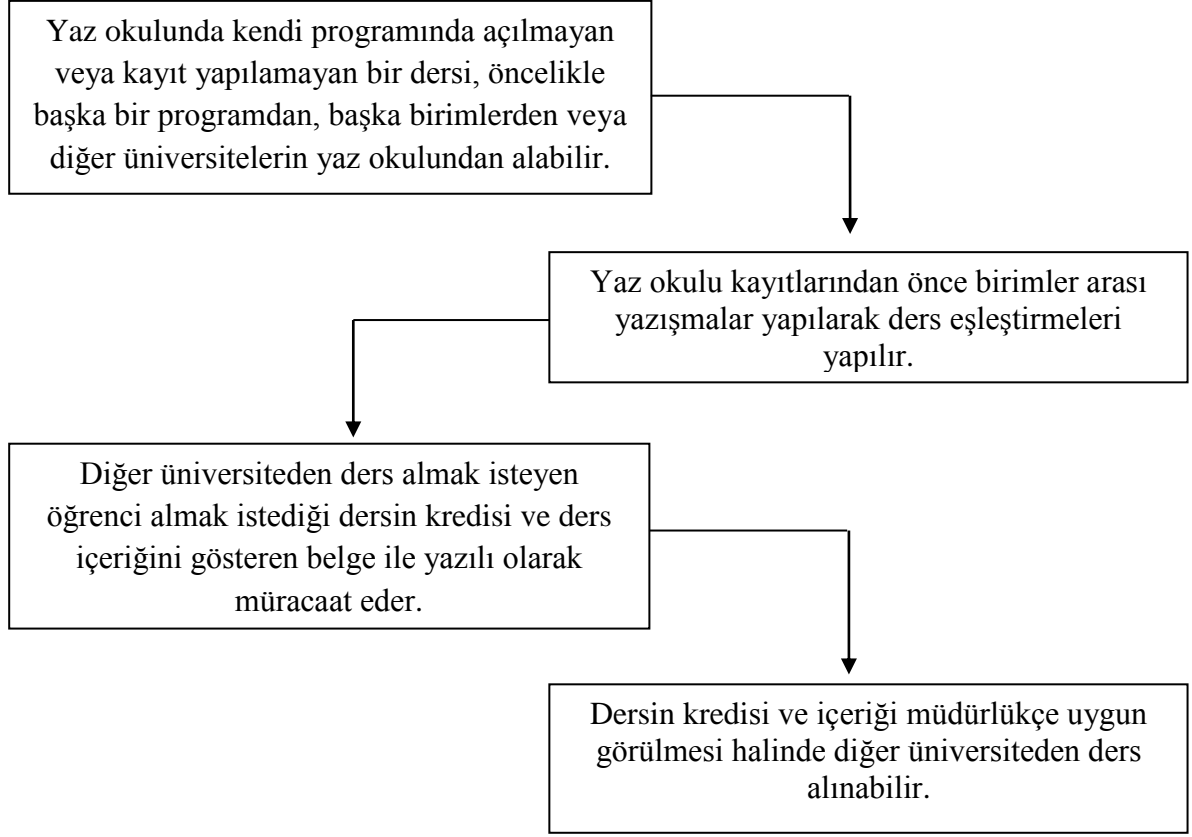 Yaz okulunda kendi programında açılmayan
veya kayıt yapılamayan bir dersi, öncelikle
başka bir programdan, başka birimlerden veya
diğer üniversitelerin yaz okulundan alabilir.
Yaz okulu kayıtlarından önce birimler arası
yazışmalar yapılarak ders eşleştirmeleri
yapılır.
Diğer üniversiteden ders almak isteyen
öğrenci almak istediği dersin kredisi ve ders
içeriğini gösteren belge ile yazılı olarak
müracaat eder.
Dersin kredisi ve içeriği müdürlükçe uygun
görülmesi halinde diğer üniversiteden ders
alınabilir.